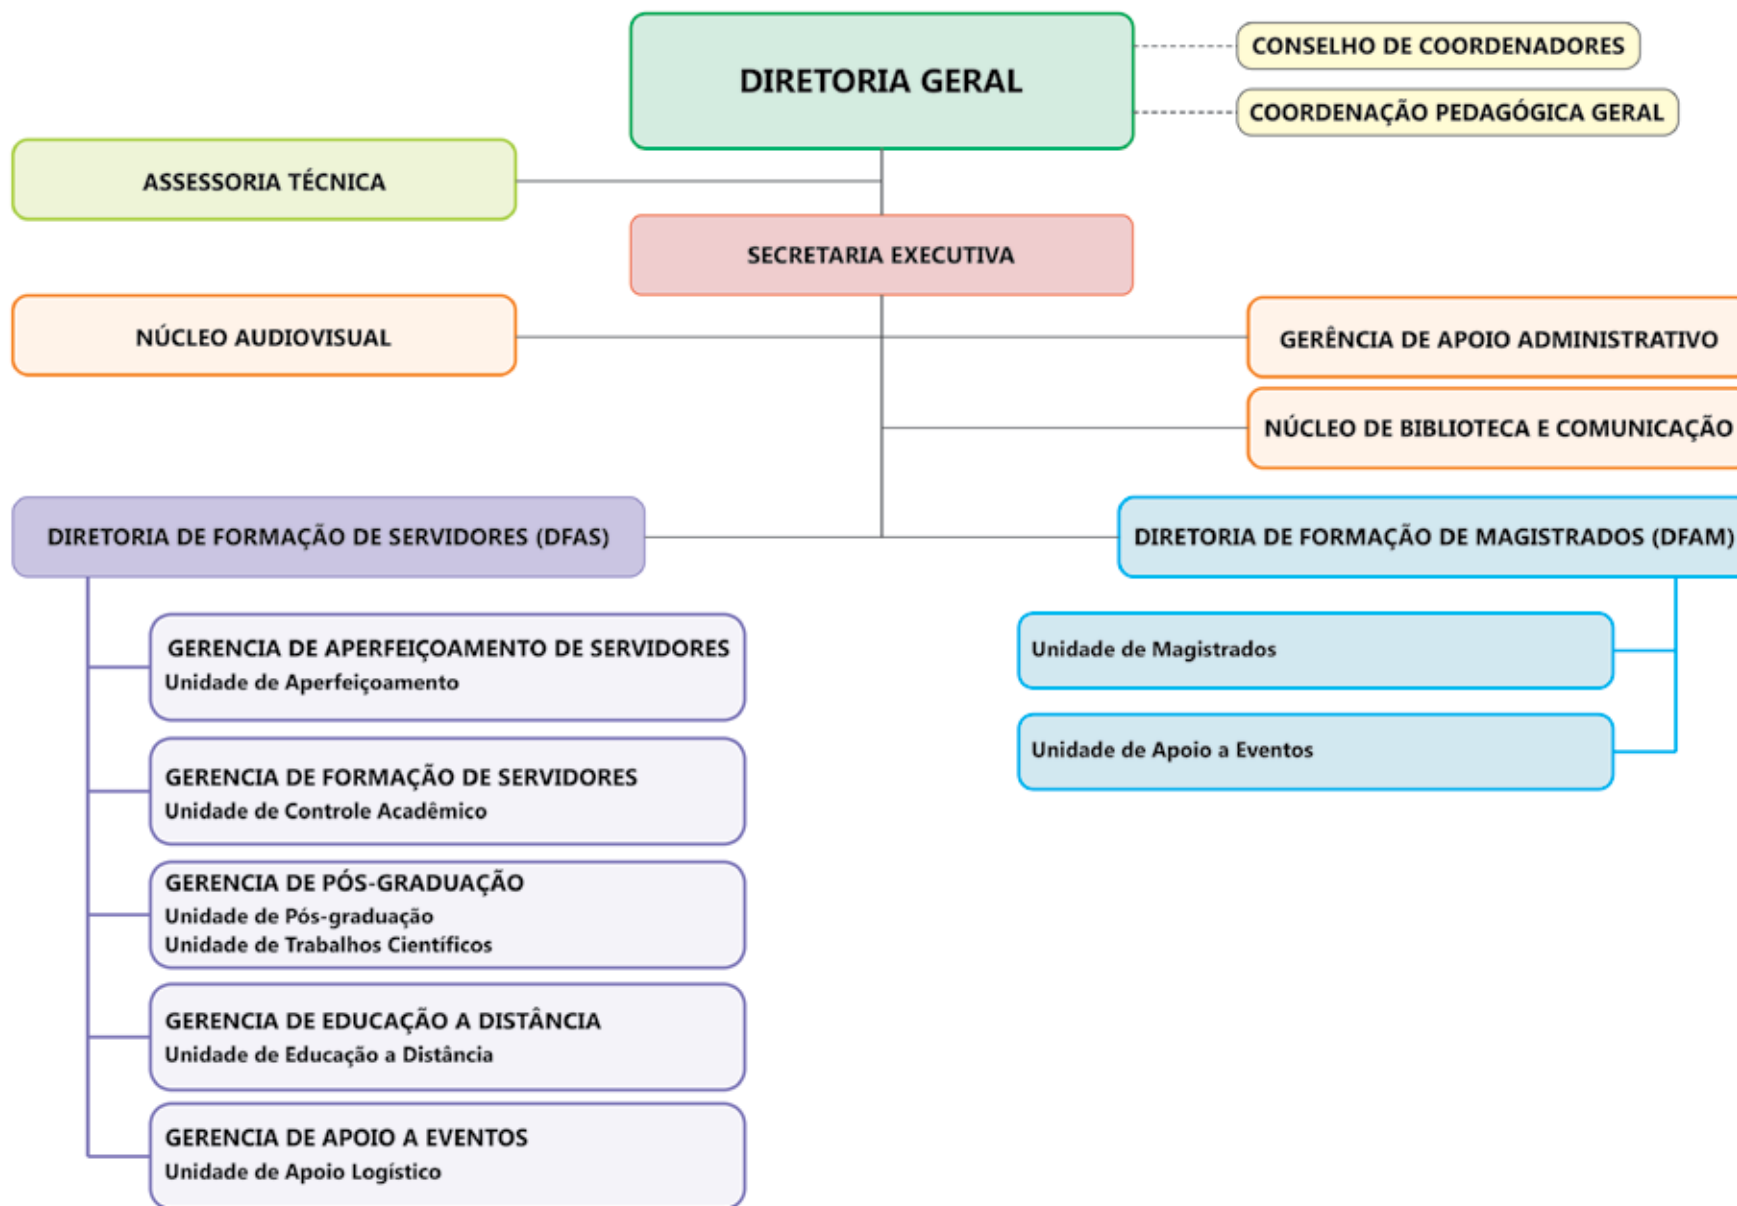 DIRETORIA GERAL
CONSELHO DE COORDENADORES
COORDENAÇÃO PEDAGÓGICA GERAL
ASSESSORIA TÉCNICA
SECRETARIA EXECUTIVA
NÚCLEO AUDIOVISUAL
GERÊNCIA DE APOIO ADMINISTRATIVO
NÚCLEO DE BIBLIOTECA E COMUNICAÇÃO
DIRETORIA DE FORMAÇÃO DE SERVIDORES (DFAS)
DIRETORIA DE FORMAÇÃO DE MAGISTRADOS (DFAM)
GERENCIA DE APERFEIÇOAMENTO DE SERVIDORES
Unidade de Aperfeiçoamento
GERENCIA DE FORMAÇÃO DE SERVIDORES
Unidade de Controle Acadêmico
GERENCIA DE PÓS-GRADUAÇÃO
Unidade de Pós-graduação
Unidade de Trabalhos Científicos
GERENCIA DE EDUCAÇÃO A DISTÂNCIA
Unidade de Educação a Distância
GERENCIA DE APOIO A EVENTOS
Unidade de Apoio Logístico
Unidade de Magistrados
Unidade de Apoio a Eventos